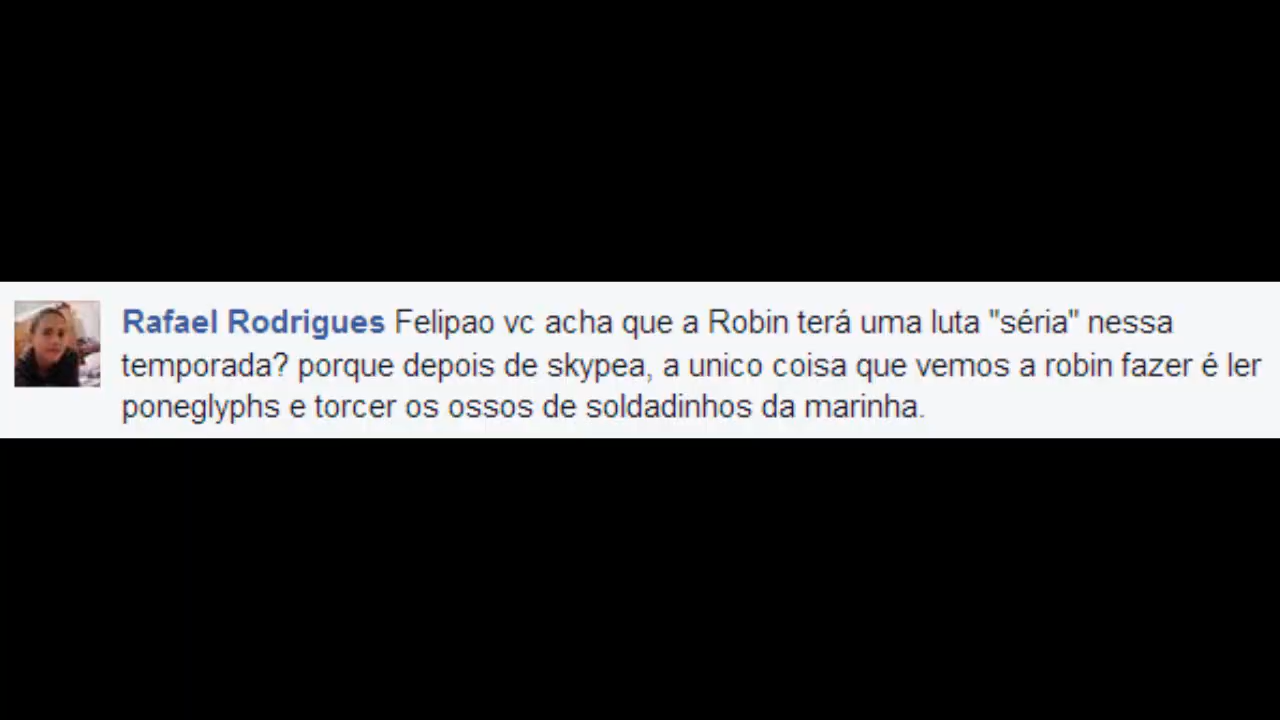 Rafael Rodrigues Felipao vc acha que a Robin terá uma luta "séria" nessa
temporada? porque depois de skypea, a unico coisa que vemos a robin fazer é ler
poneglyphs e torcer os ossos de soldadinhos da marinha.